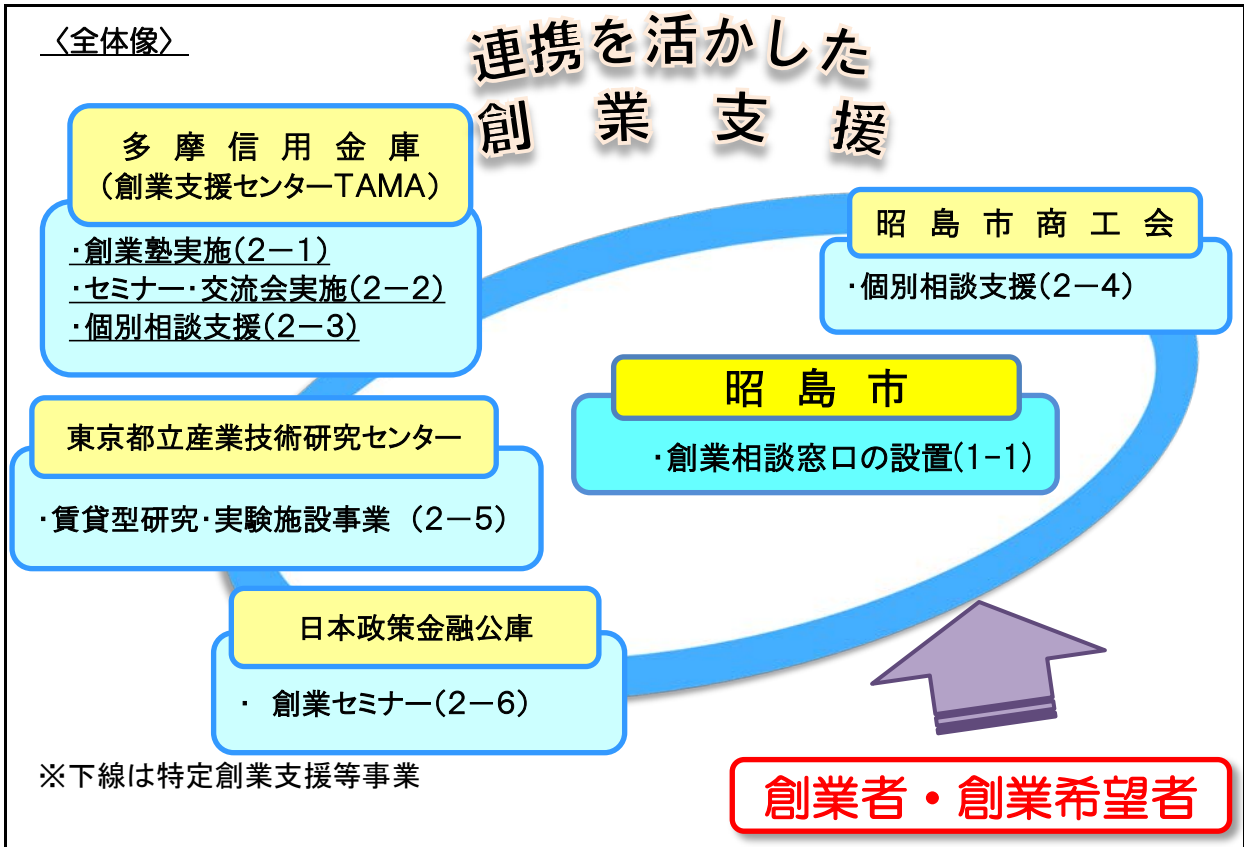 〈全体像〉
連携を活かした
創業支援
多摩信用金庫
(創業支援センターTAMA)
・創業塾実施(2-1)
・セミナー・交流会実施(2-2)
・個別相談支援(2-3)
昭島市商工会
・個別相談支援(2-4)
昭島市
・創業相談窓口の設置(1-1)
東京都立産業技術研究センター
・賃貸型研究・実験施設事業 (2-5)
日本政策金融公庫
・ 創業セミナー(2-6)
※下線は特定創業支援等事業
創業者・創業希望者